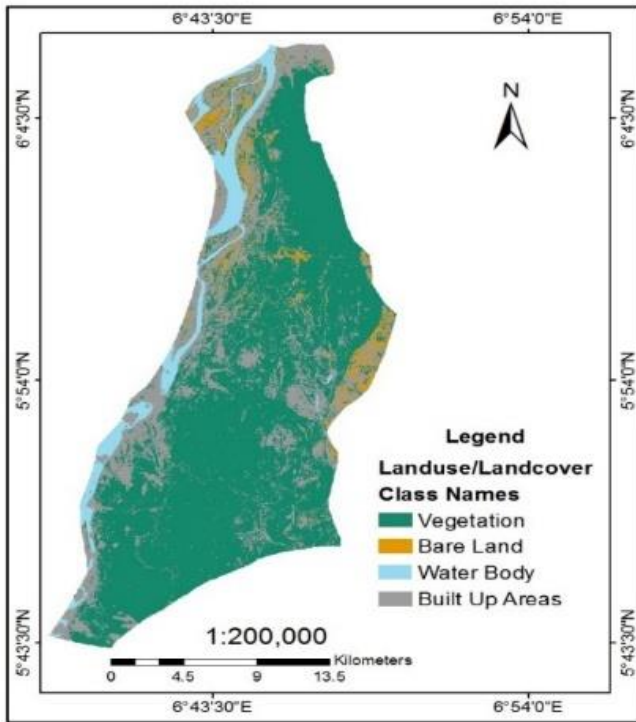 6°43'30"E 6°54'0"E
6°4'30"N 6°4'30"N
N
5°54'0"N 5°54'0"N
Legend
Landuse/Landcover
Class Names
Vegetation
Bare Land
Water Body
Built Up Areas
1:200,000
Kilometers
0 4.5 9 13.5
5°43'30"N 5°43'30"N
6°43'30"E 6°54'0"E